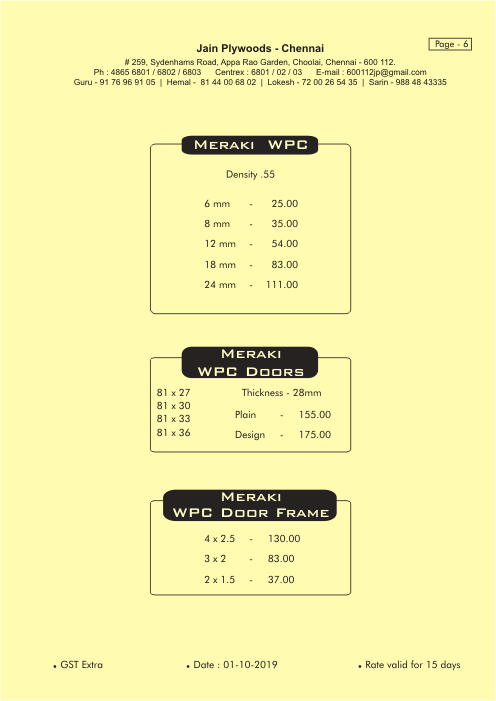 Page - 6
Jain Plywoods - Chennai
# 259, Sydenhams Road, Appa Rao Garden, Choolai, Chennai - 600 112.
Ph : 4865 6801 / 6802 / 6803 Centrex : 6801 / 02 / 03 E-mail : 600112jp@gmail.com
Guru - 91 76 96 91 05 | Hemal - 81 44 00 68 02 | Lokesh - 72 00 26 54 35 | Sarin - 988 48 43335
MERAKI WPC
Density .55
6 mm - 25.00
8 mm - 35.00
12 mm - 54.00
18 mm - 83.00
24 mm - 111.00
MERAKI
WPC DOORS
81 x 27
81 x 30
81 x 33
81 x 36
Thickness - 28mm
Plain - 155.00
Design - 175.00
MERAKI
WPC DOOR FRAME
4 x 2.5 - 130.00
3 x 2 - 83.00
2 x 1.5 - 37.00
• GST Extra • Date : 01-10-2019 • Rate valid for 15 days